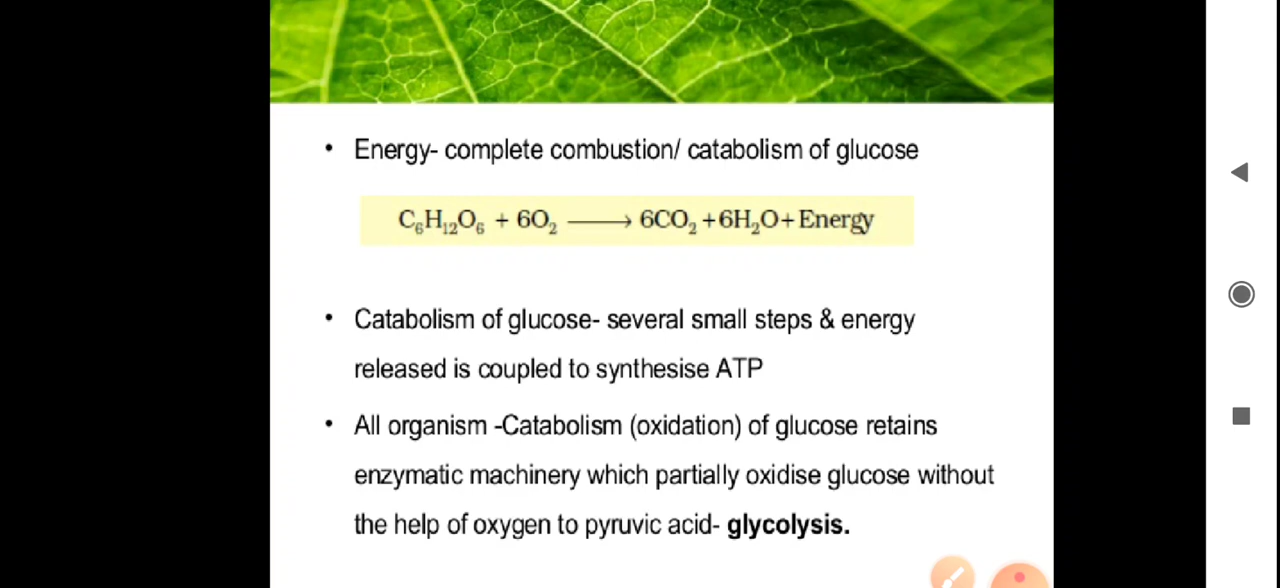 • Energy- complete combustion/ catabolism of glucose
C₆H₁₂O₆ + 6O₂ ⟶ 6CO₂ +6H₂O+Energy
• Catabolism of glucose- several small steps & energy
released is coupled to synthesise ATP
• All organism -Catabolism (oxidation) of glucose retains
enzymatic machinery which partially oxidise glucose without
the help of oxygen to pyruvic acid- glycolysis.